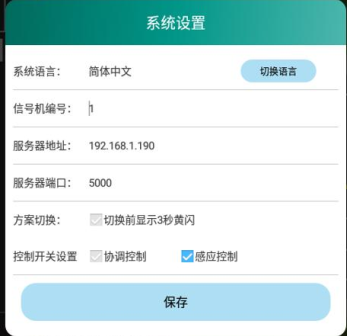 系统设置
系统语言： 简体中文 切换语言
信号机编号： 1
服务器地址： 192.168.1.190
服务器端口： 5000
方案切换： 切换前显示3秒黄闪
控制开关设置 协调控制 感应控制
保存